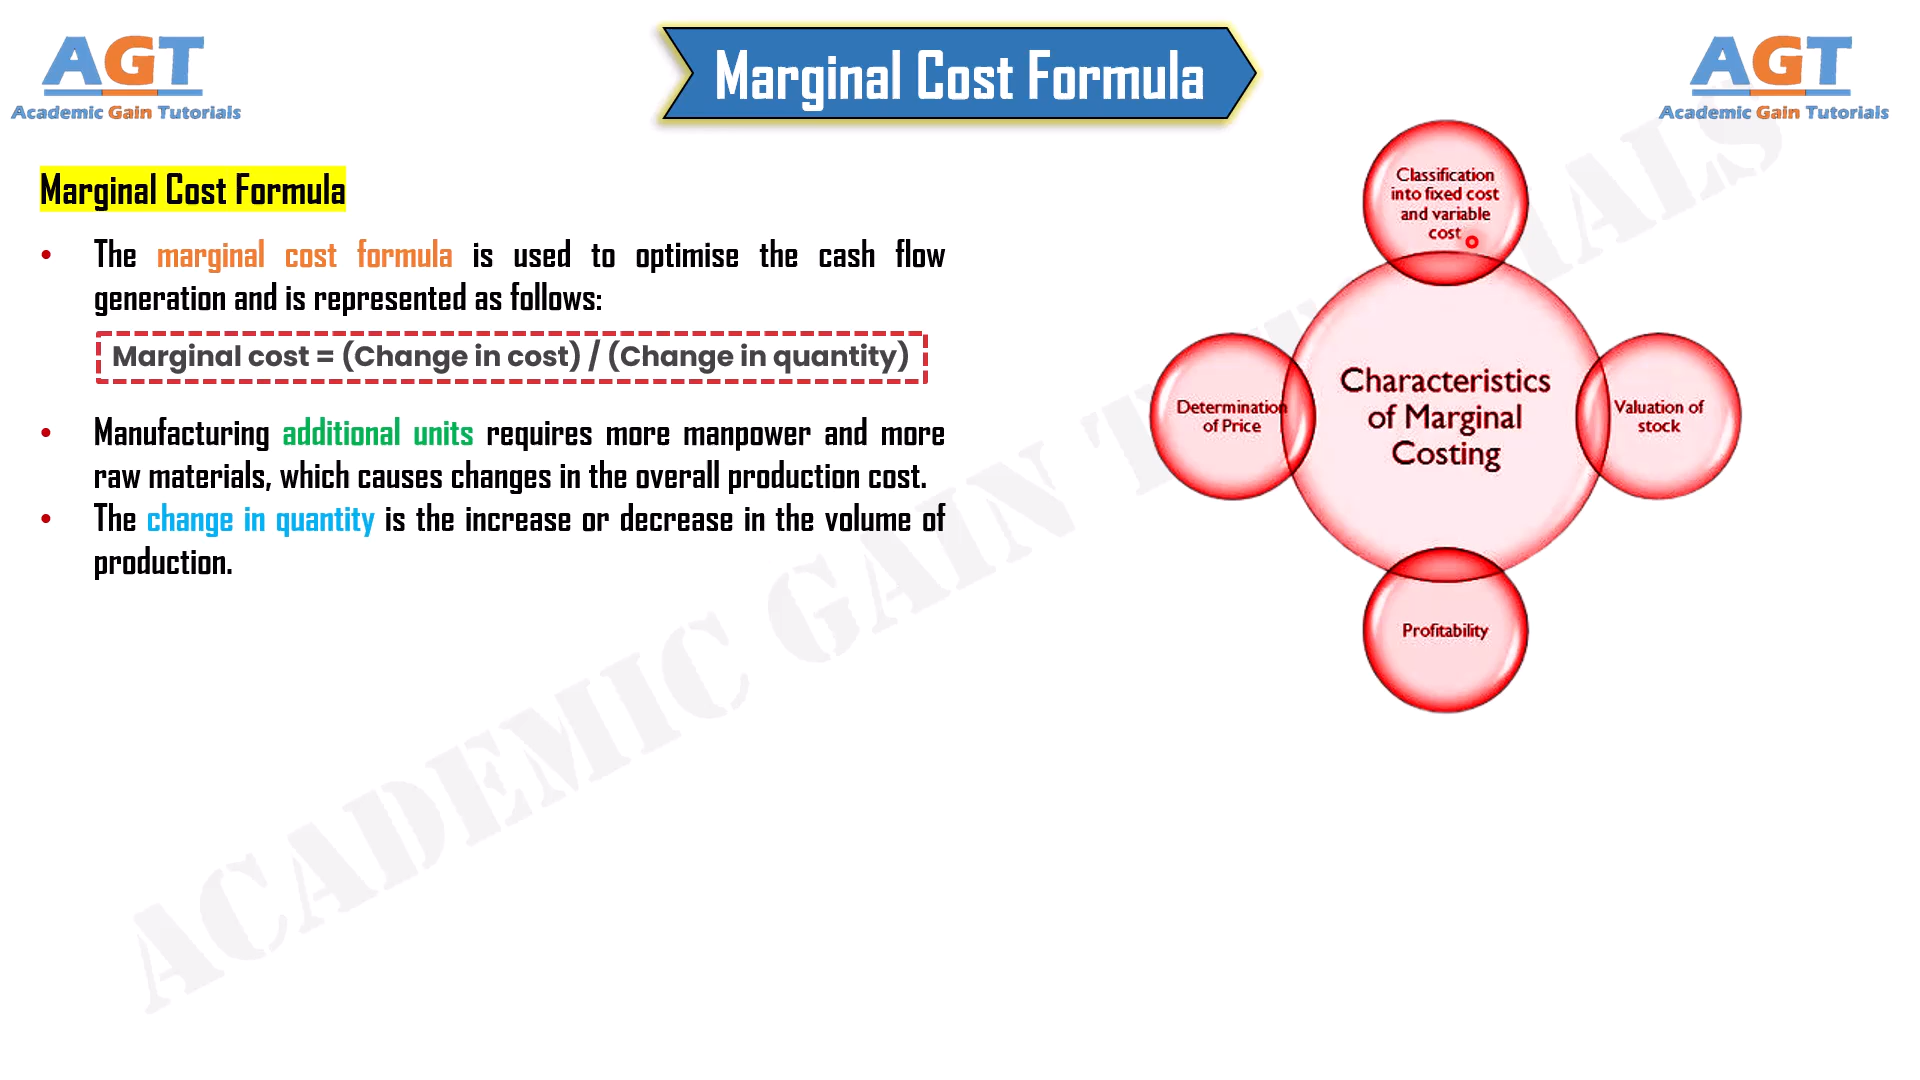 AGT
Academic Gain Tutorials
Marginal Cost Formula
AGT
Academic Gain Tutorials
Marginal Cost Formula
• The marginal cost formula is used to optimise the cash flow
generation and is represented as follows:
Marginal cost = (Change in cost) / (Change in quantity)
• Manufacturing additional units requires more manpower and more
raw materials, which causes changes in the overall production cost.
• The change in quantity is the increase or decrease in the volume of
production.
Classification
into fixed cost
and variable
cost
Determination
of Price
Characteristics
of Marginal
Costing
Valuation of
stock
Profitability
ACADEMIC GAIN TUTORIALS